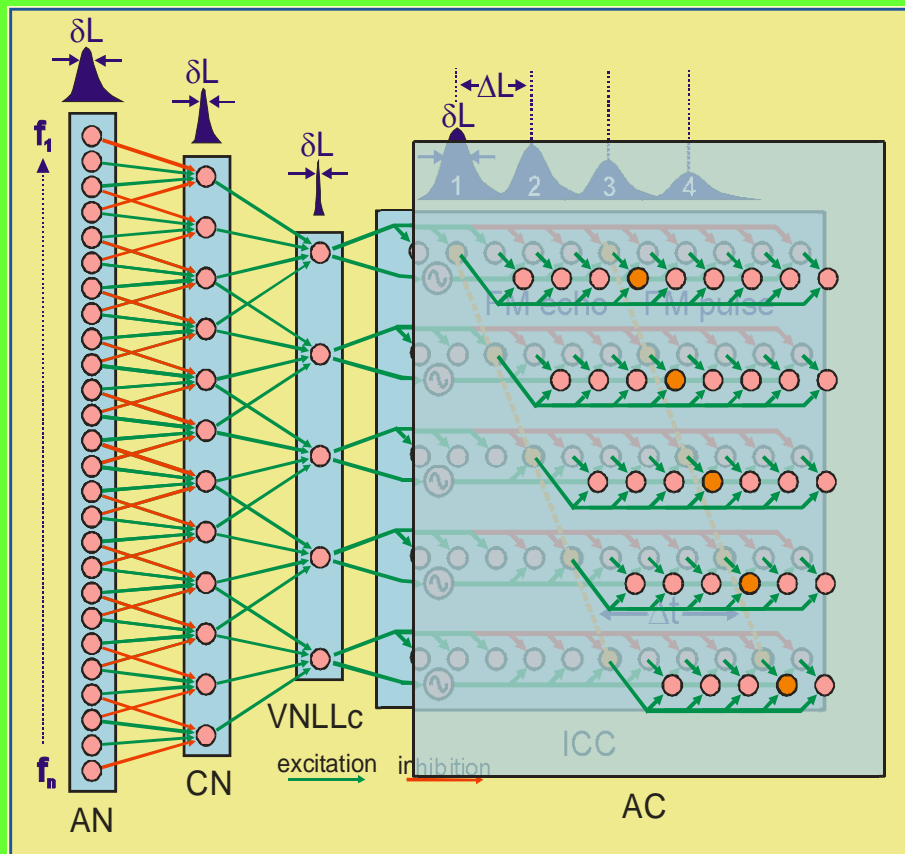 δL
δL
δL
ΔL
δL
1 2 3 4
f1
FM echo FM pulse
Δt
fn
AN
CN
VNLLc
ICC
AC
excitation inhibition